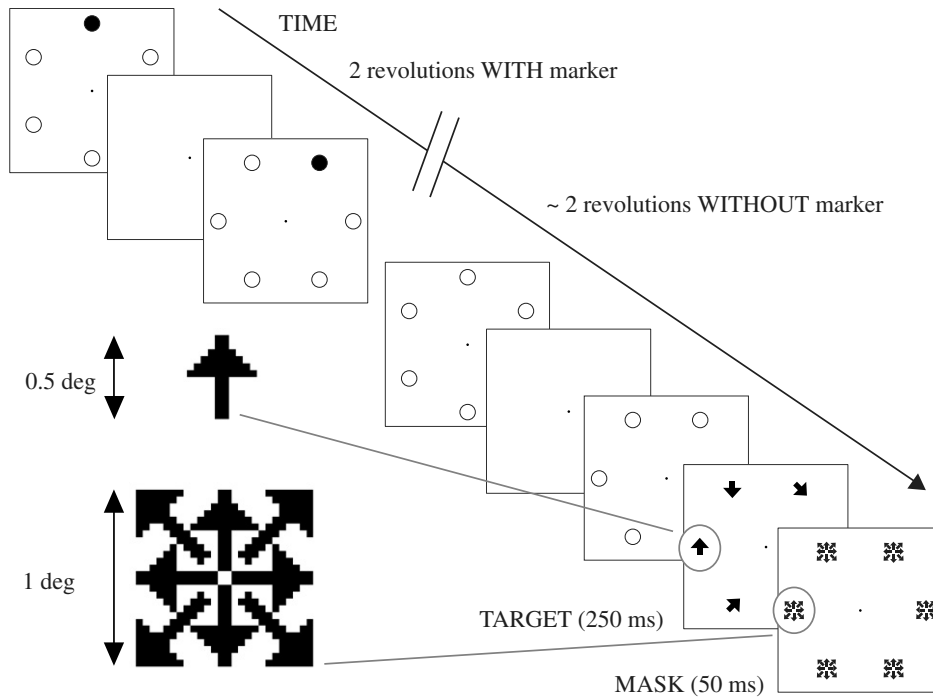 TIME
2 revolutions WITH marker
~ 2 revolutions WITHOUT marker
0.5 deg
1 deg
TARGET (250 ms)
MASK (50 ms)